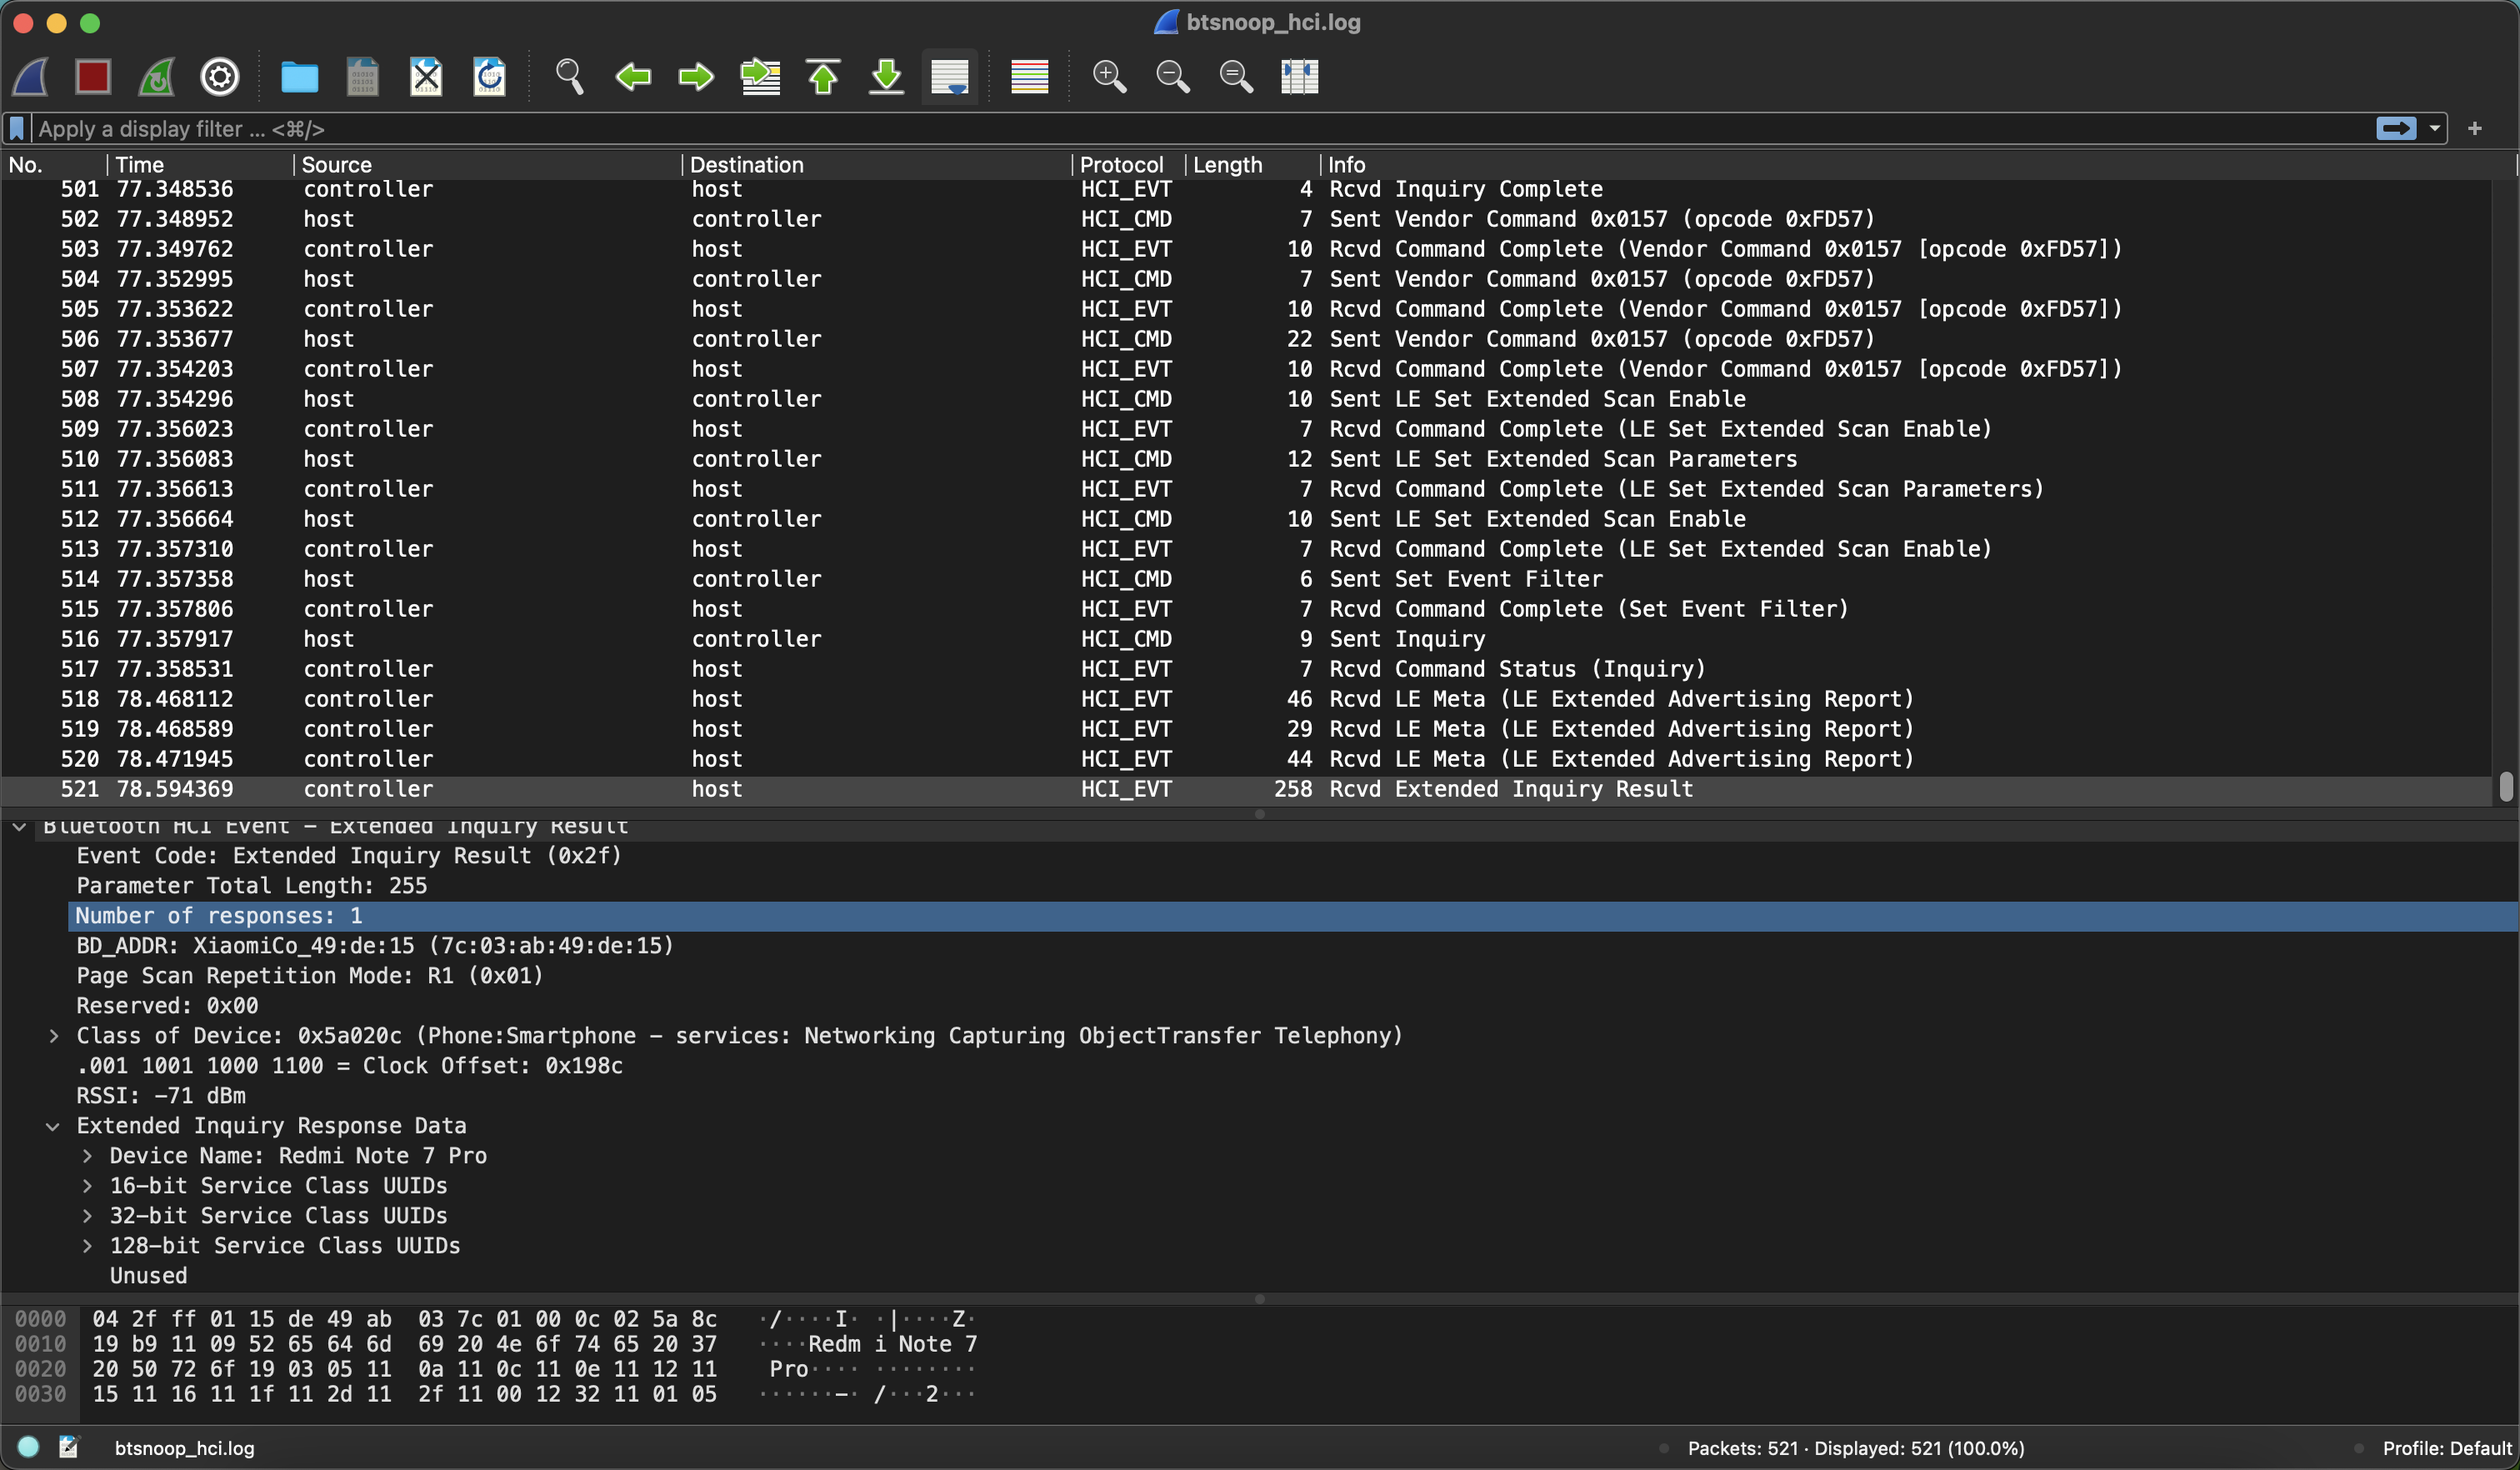 btsnoop_hci.log
Apply a display filter ... <⌘/>
No. Time Source Destination Protocol Length Info
501 77.348536 controller host HCI_EVT 4 Rcvd Inquiry Complete
502 77.348952 host controller HCI_CMD 7 Sent Vendor Command 0x0157 (opcode 0xFD57)
503 77.349762 controller host HCI_EVT 10 Rcvd Command Complete (Vendor Command 0x0157 [opcode 0xFD57])
504 77.352995 host controller HCI_CMD 7 Sent Vendor Command 0x0157 (opcode 0xFD57)
505 77.353622 controller host HCI_EVT 10 Rcvd Command Complete (Vendor Command 0x0157 [opcode 0xFD57])
506 77.353677 host controller HCI_CMD 22 Sent Vendor Command 0x0157 (opcode 0xFD57)
507 77.354203 controller host HCI_EVT 10 Rcvd Command Complete (Vendor Command 0x0157 [opcode 0xFD57])
508 77.354296 host controller HCI_CMD 10 Sent LE Set Extended Scan Enable
509 77.356023 controller host HCI_EVT 7 Rcvd Command Complete (LE Set Extended Scan Enable)
510 77.356083 host controller HCI_CMD 12 Sent LE Set Extended Scan Parameters
511 77.356613 controller host HCI_EVT 7 Rcvd Command Complete (LE Set Extended Scan Parameters)
512 77.356664 host controller HCI_CMD 10 Sent LE Set Extended Scan Enable
513 77.357310 controller host HCI_EVT 7 Rcvd Command Complete (LE Set Extended Scan Enable)
514 77.357358 host controller HCI_CMD 6 Sent Set Event Filter
515 77.357806 controller host HCI_EVT 7 Rcvd Command Complete (Set Event Filter)
516 77.357917 host controller HCI_CMD 9 Sent Inquiry
517 77.358531 controller host HCI_EVT 7 Rcvd Command Status (Inquiry)
518 78.468112 controller host HCI_EVT 46 Rcvd LE Meta (LE Extended Advertising Report)
519 78.468589 controller host HCI_EVT 29 Rcvd LE Meta (LE Extended Advertising Report)
520 78.471945 controller host HCI_EVT 44 Rcvd LE Meta (LE Extended Advertising Report)
521 78.594369 controller host HCI_EVT 258 Rcvd Extended Inquiry Result
Bluetooth HCI Event – Extended Inquiry Result
Event Code: Extended Inquiry Result (0x2f)
Parameter Total Length: 255
Number of responses: 1
BD_ADDR: XiaomiCo_49:de:15 (7c:03:ab:49:de:15)
Page Scan Repetition Mode: R1 (0x01)
Reserved: 0x00
Class of Device: 0x5a020c (Phone:Smartphone – services: Networking Capturing ObjectTransfer Telephony)
.001 1001 1000 1100 = Clock Offset: 0x198c
RSSI: -71 dBm
Extended Inquiry Response Data
Device Name: Redmi Note 7 Pro
16-bit Service Class UUIDs
32-bit Service Class UUIDs
128-bit Service Class UUIDs
Unused
0000 04 2f ff 01 15 de 49 ab 03 7c 01 00 0c 02 5a 8c ·/····I· ·|····Z·
0010 19 b9 11 09 52 65 64 6d 69 20 4e 6f 74 65 20 37 ····Redm i Note 7
0020 20 50 72 6f 19 03 05 11 0a 11 0c 11 0e 11 12 11 Pro···· ········
0030 15 11 16 11 1f 11 2d 11 2f 11 00 12 32 11 01 05 ······-· /···2···
btsnoop_hci.log Packets: 521 · Displayed: 521 (100.0%) Profile: Default